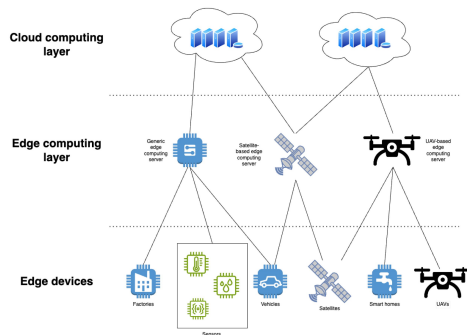 Cloud computing
layer
Edge computing
layer
Generic
edge
computing
server
Satellite-
based edge
computing
server
UAV-based
edge
computing
server
Edge devices
Factories
Sensors
Vehicles
Satellites
Smart homes
UAVs